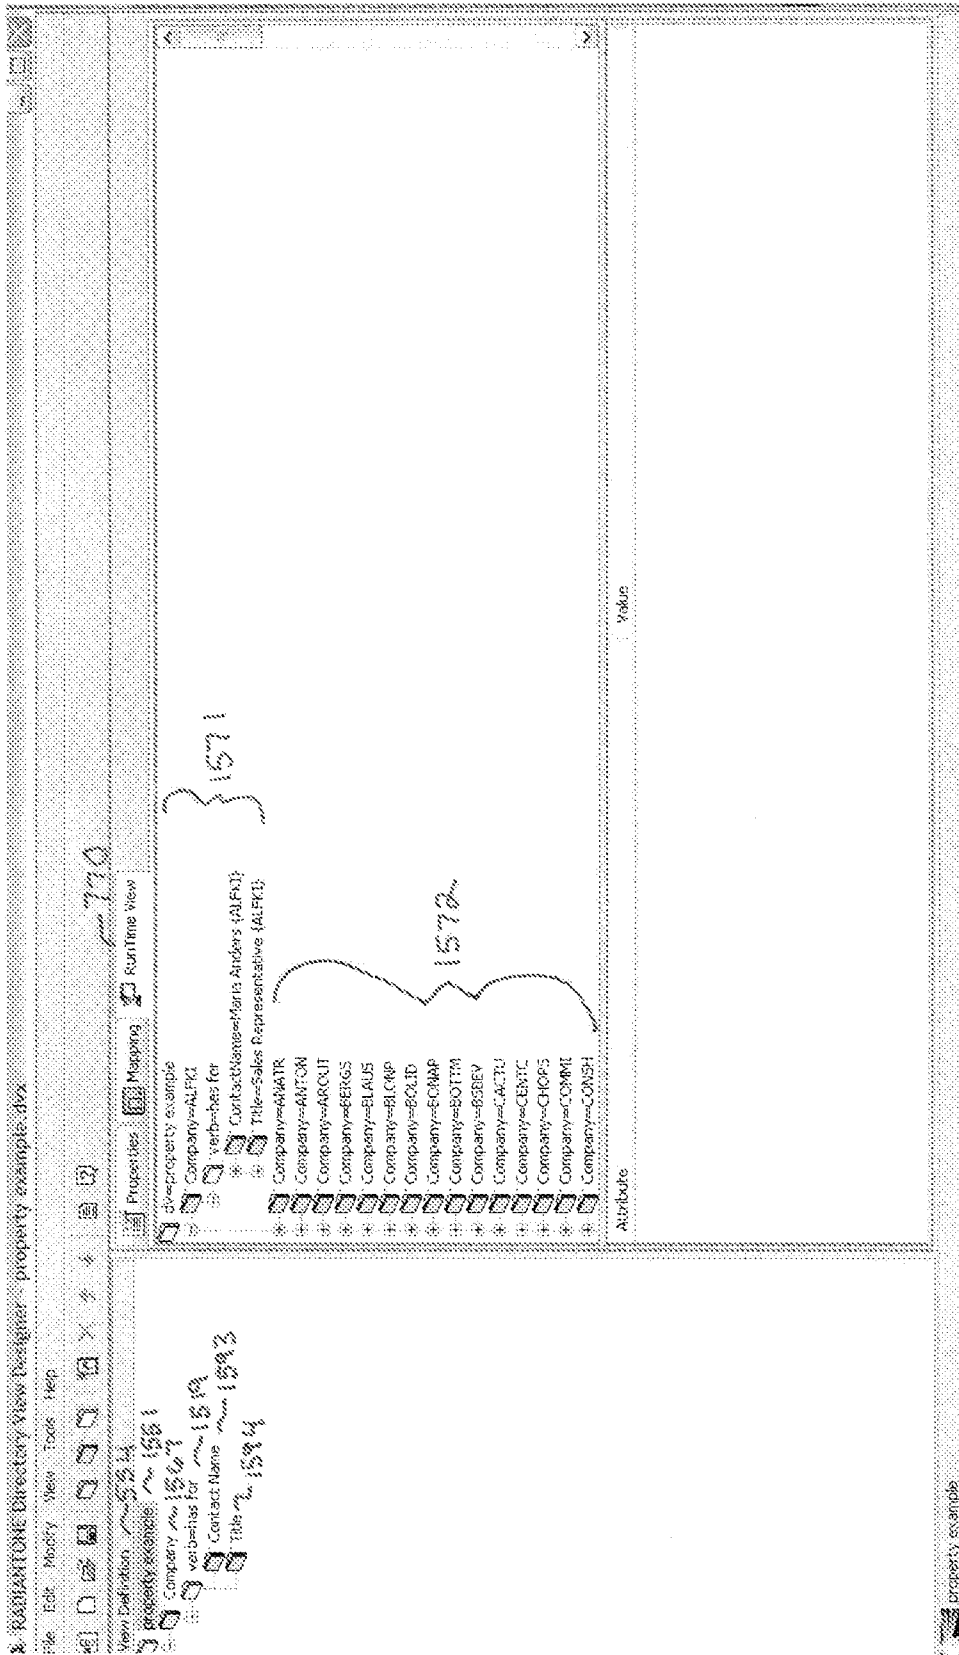 RADIANTONE Directory View Designer - property example.dvx
File Edit Modify View Tools Help
770
View Definition 534
property example 1551
Company 1567
verb=has for 1519
Contact Name 1593
Title 1594
Properties Mapping RunTime View
dv=property example
Company=ALFKI
verb=has for
ContactName=Maria Anders {ALFKI}
Title=Sales Representative {ALFKI}
1571
Company=ANATR
Company=ANTON
Company=AROUT
Company=BERGS
Company=BLAUS
Company=BLONP
Company=BOLID
Company=BONAP
Company=BOTTM
Company=BSBEV
Company=CACTU
Company=CENTC
Company=CHOPS
Company=COMMI
Company=CONSH
1572
Attribute Value
property example